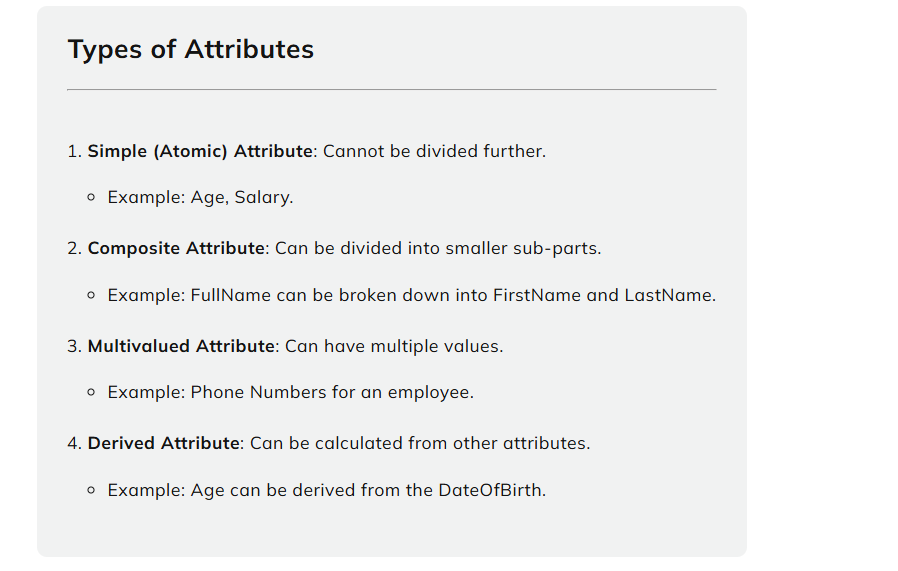 Types of Attributes
1. Simple (Atomic) Attribute: Cannot be divided further.
Example: Age, Salary.
2. Composite Attribute: Can be divided into smaller sub-parts.
Example: FullName can be broken down into FirstName and LastName.
3. Multivalued Attribute: Can have multiple values.
Example: Phone Numbers for an employee.
4. Derived Attribute: Can be calculated from other attributes.
Example: Age can be derived from the DateOfBirth.